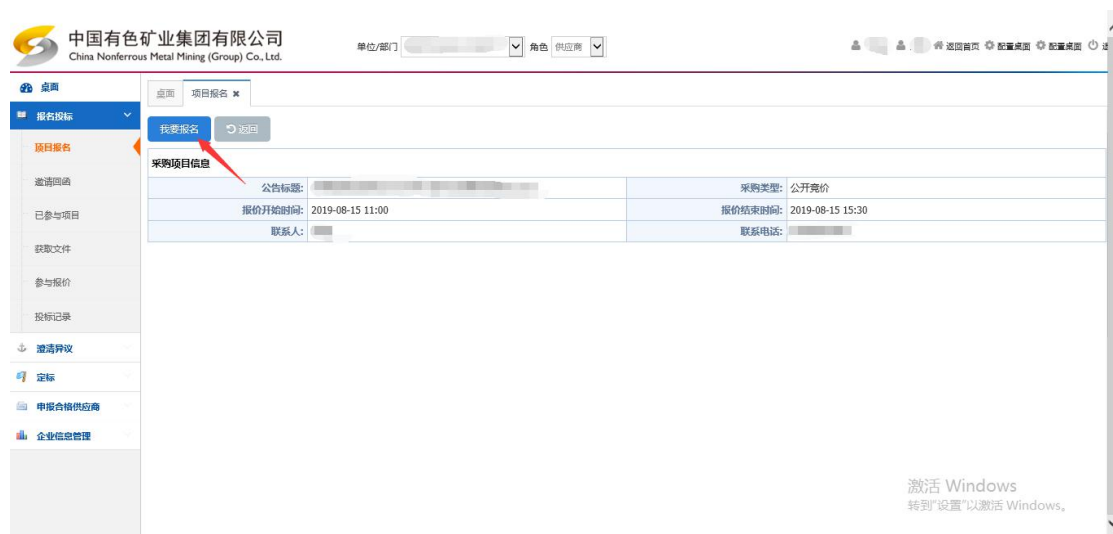 中国有色矿业集团有限公司
China Nonferrous Metal Mining (Group) Co., Ltd.
单位/部门
角色 供应商
返回首页 配置桌面 配置桌面
桌面
报名投标
项目报名
邀请回函
已参与项目
获取文件
参与报价
投标记录
澄清异议
定标
申报合格供应商
企业信息管理
桌面 项目报名 ✖
我要报名 返回
采购项目信息
公告标题: 采购类型: 公开竞价
报价开始时间: 2019-08-15 11:00 报价结束时间: 2019-08-15 15:30
联系人: 联系电话:
激活 Windows
转到"设置"以激活 Windows。